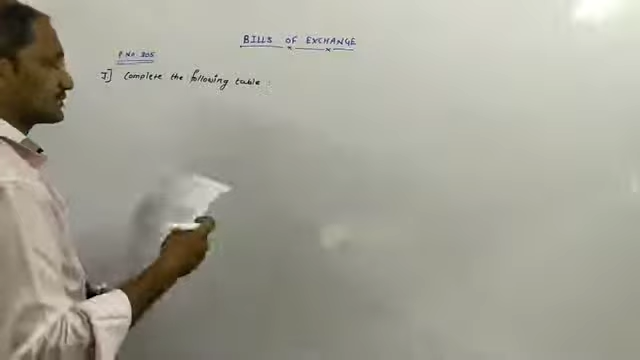 BILLS OF EXCHANGE
P.NO. 305
I] Complete the following table :